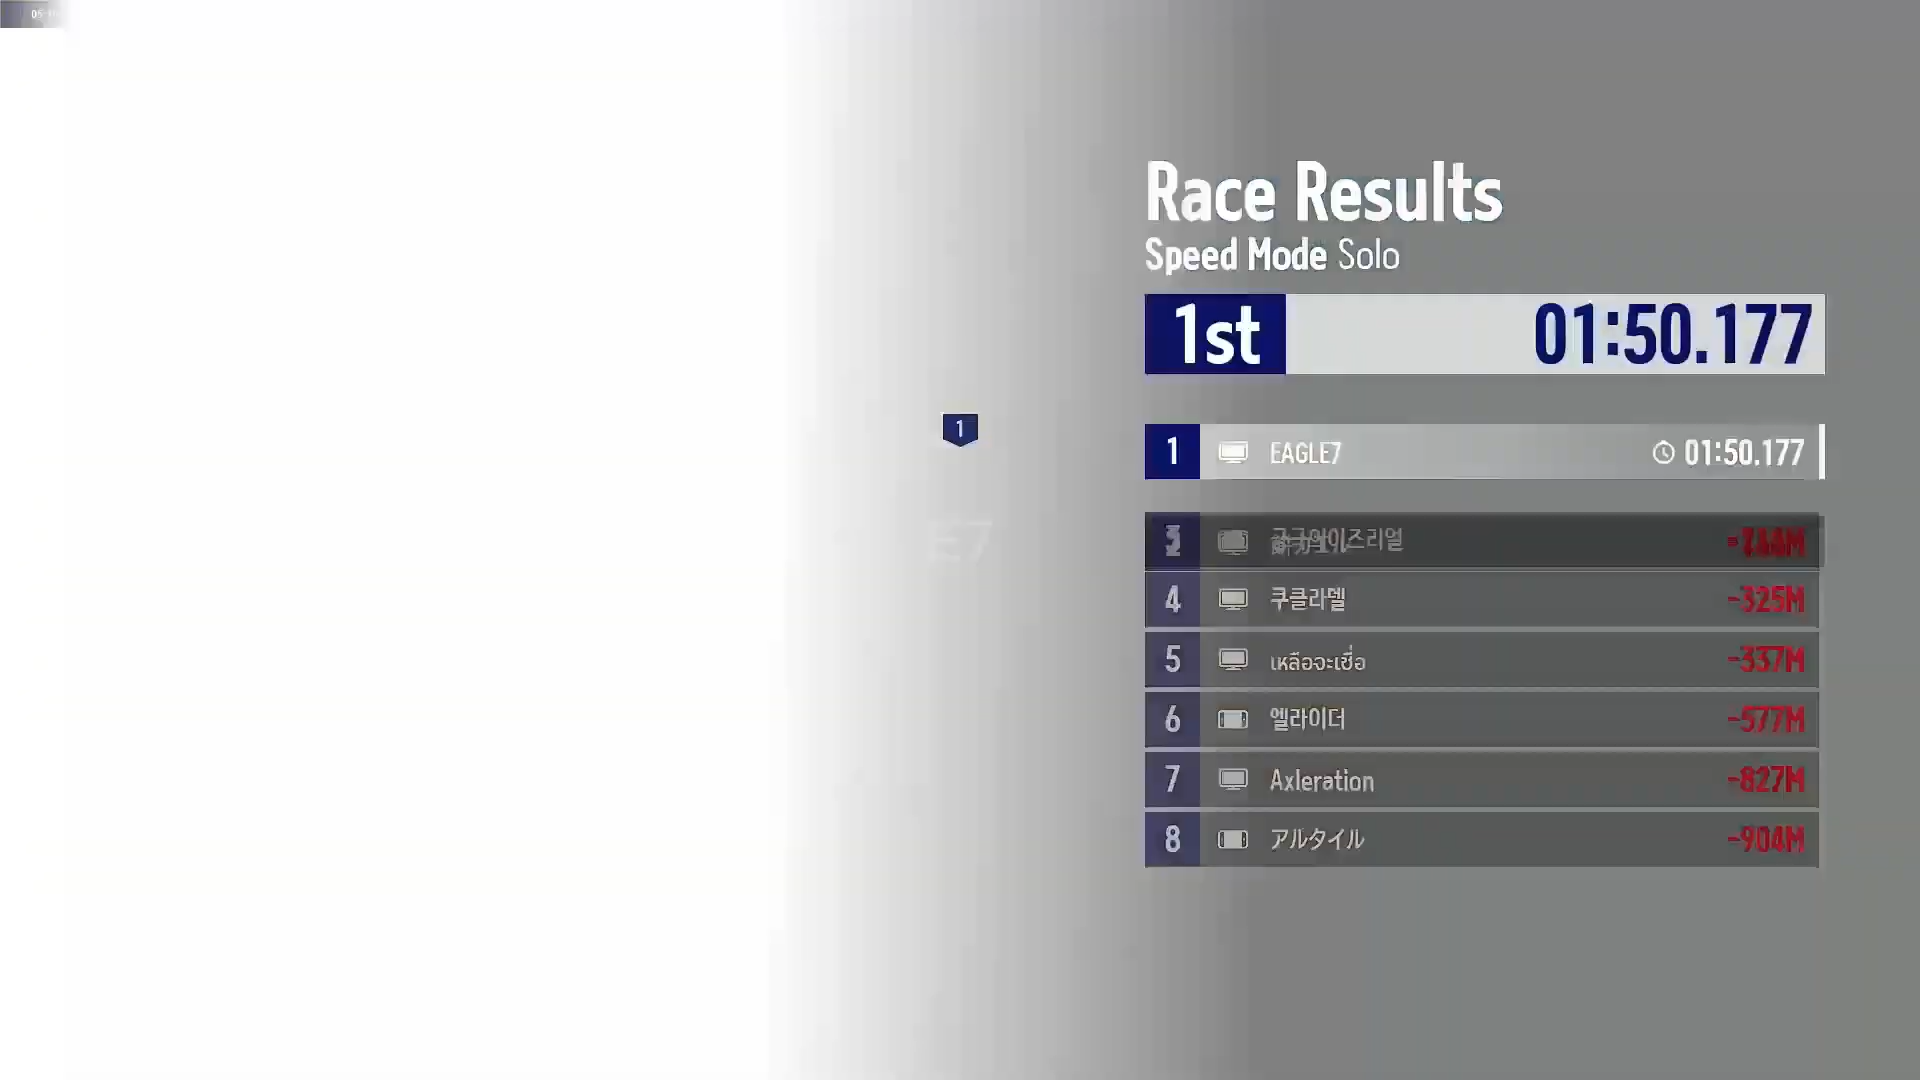 Race Results
Speed Mode Solo
1st 01:50.177
1
1 EAGLE7 01:50.177
E7
4 쿠클라델 -325M
5 เหลือจะเชื่อ -337M
6 엘라이더 -577M
7 Axleration -827M
8 アルタイル -904M